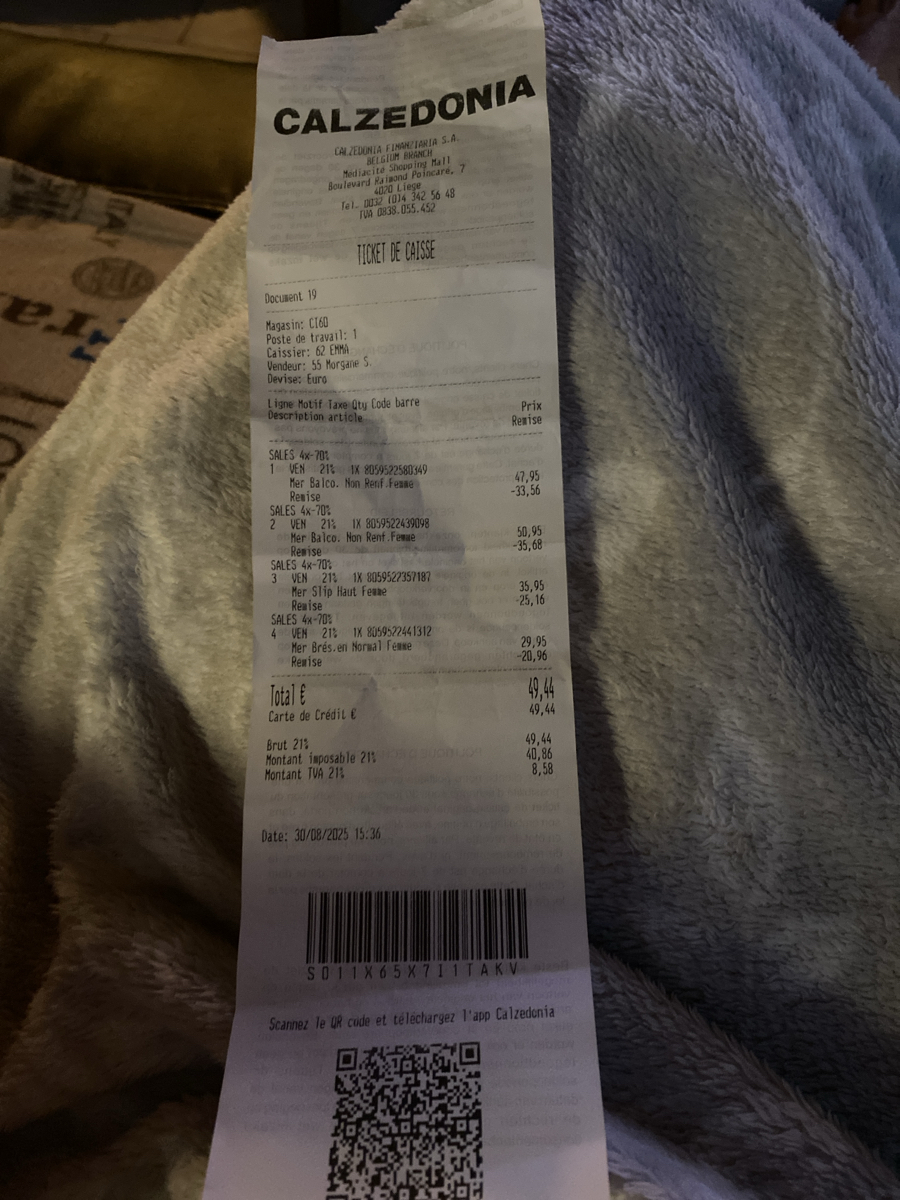 CALZEDONIA
CALZEDONIA FINANZIARIA S.A.
BELGIUM BRANCH
Mediacité Shopping Mall
Boulevard Raimond Poincaré, 7
4020 Liege
Tel. 0032 (0)4 342 56 48
TVA 0838.055.452
TICKET DE CAISSE
Document 19
Magasin: CI60
Poste de travail: 1
Caissier: 62 EMMA
Vendeur: 55 Morgane S.
Devise: Euro
Ligne Motif Taxe Qty Code barre Prix
Description article Remise
SALES 4x-70%
1 VEN 21% 1X 8059522580349 47,95
Mer Balco. Non Renf.Femme
Remise -33,56
SALES 4x-70%
2 VEN 21% 1X 8059522439098 50,95
Mer Balco. Non Renf.Femme
Remise -35,68
SALES 4x-70%
3 VEN 21% 1X 8059522357187 35,95
Mer Slip Haut Femme
Remise -25,16
SALES 4x-70%
4 VEN 21% 1X 8059522441312 29,95
Mer Brés.en Normal Femme
Remise -20,96
Total € 49,44
Carte de Crédit € 49,44
Brut 21% 49,44
Montant imposable 21% 40,86
Montant TVA 21% 8,58
Date: 30/08/2025 15:36
S011X65X7I1TAKV
Scannez le QR code et téléchargez l'app Calzedonia